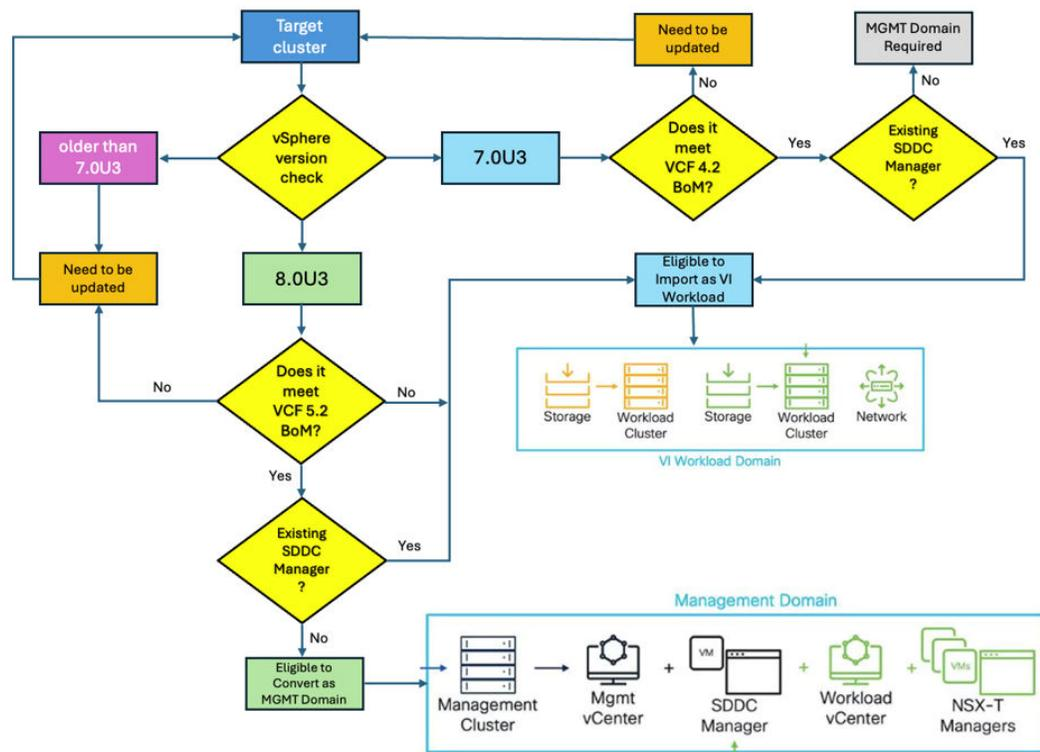 Target
cluster
Need to be
updated
MGMT Domain
Required
No
No
older than
7.0U3
vSphere
version
check
7.0U3
Does it
meet
VCF 4.2
BoM?
Yes
Existing
SDDC
Manager
?
Yes
Need to be
updated
8.0U3
Eligible to
Import as VI
Workload
No
Does it
meet
VCF 5.2
BoM?
No
Storage
Workload
Cluster
Storage
Workload
Cluster
Network
VI Workload Domain
Yes
Existing
SDDC
Manager
?
Yes
No
Eligible to
Convert as
MGMT Domain
Management Domain
Management
Cluster
Mgmt
vCenter
+
VM
SDDC
Manager
+
Workload
vCenter
+
VMs
NSX-T
Managers